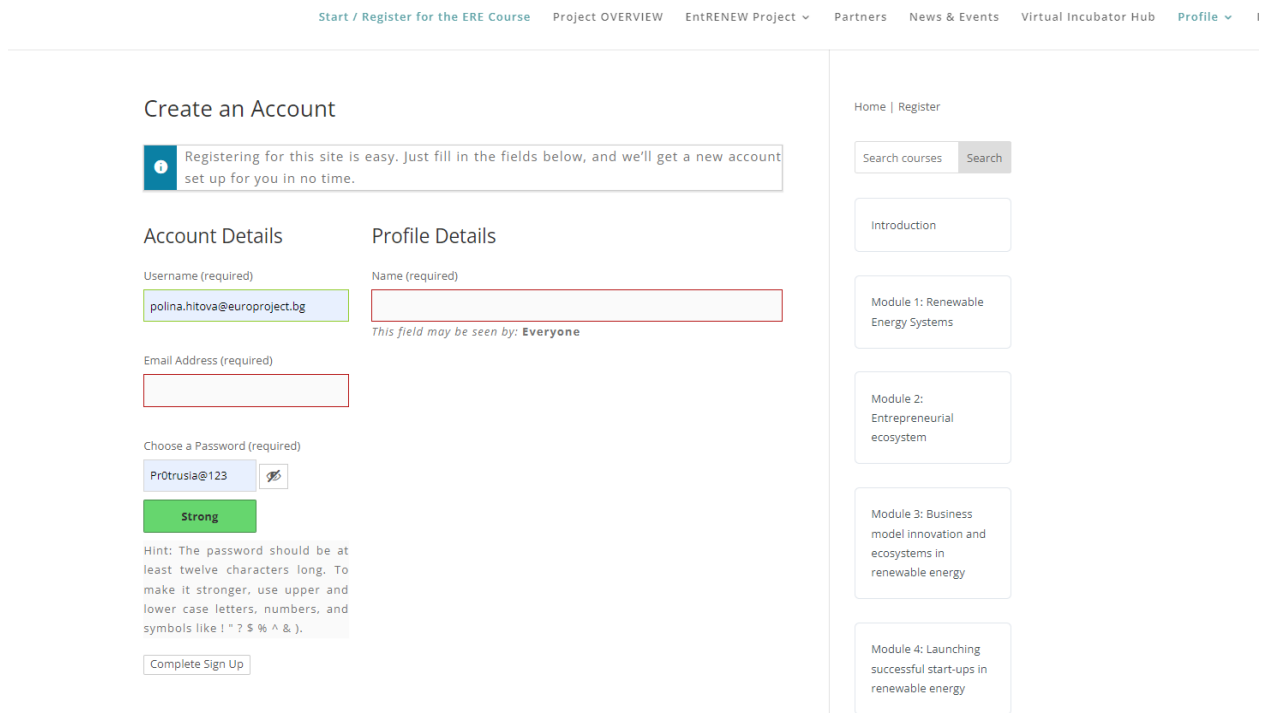 Start / Register for the ERE Course Project OVERVIEW EntRENEW Project Partners News & Events Virtual Incubator Hub Profile
Create an Account
Registering for this site is easy. Just fill in the fields below, and we'll get a new account
set up for you in no time.
Account Details
Username (required)
polina.hitova@europroject.bg
Email Address (required)
Choose a Password (required)
Pr0trusia@123
Strong
Hint: The password should be at
least twelve characters long. To
make it stronger, use upper and
lower case letters, numbers, and
symbols like ! " ? $ % ^ & ).
Complete Sign Up
Profile Details
Name (required)
This field may be seen by: Everyone
Home | Register
Search courses Search
Introduction
Module 1: Renewable
Energy Systems
Module 2:
Entrepreneurial
ecosystem
Module 3: Business
model innovation and
ecosystems in
renewable energy
Module 4: Launching
successful start-ups in
renewable energy